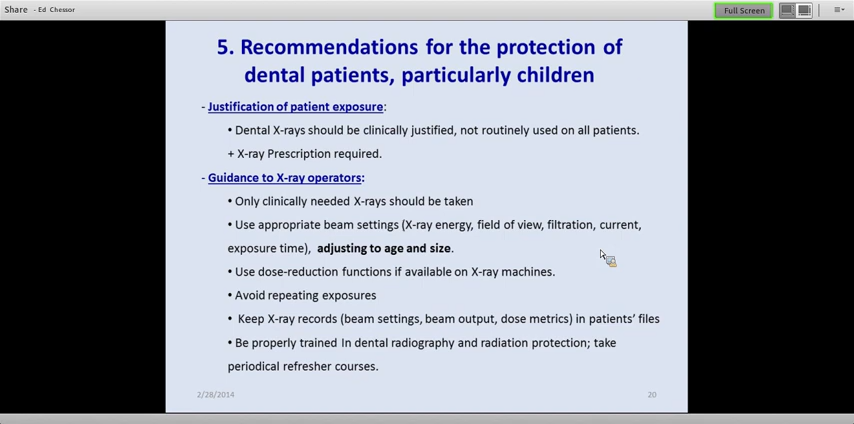 Share - Ed Chessor
Full Screen
5. Recommendations for the protection of
dental patients, particularly children
- Justification of patient exposure:
• Dental X-rays should be clinically justified, not routinely used on all patients.
+ X-ray Prescription required.
- Guidance to X-ray operators:
• Only clinically needed X-rays should be taken
• Use appropriate beam settings (X-ray energy, field of view, filtration, current,
exposure time), adjusting to age and size.
• Use dose-reduction functions if available on X-ray machines.
• Avoid repeating exposures
• Keep X-ray records (beam settings, beam output, dose metrics) in patients’ files
• Be properly trained In dental radiography and radiation protection; take
periodical refresher courses.
2/28/2014
20